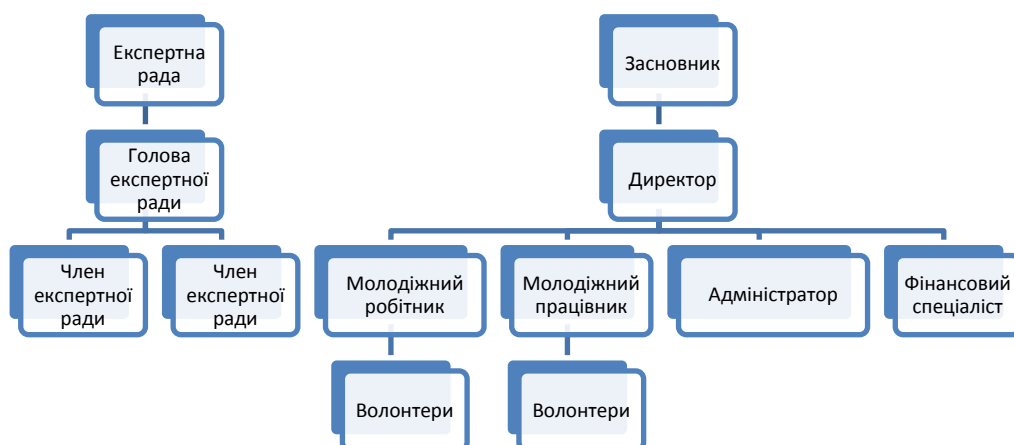 Експертна
рада
Засновник
Голова
експертної
ради
Директор
Член
експертної
ради
Член
експертної
ради
Молодіжний
робітник
Молодіжний
працівник
Адміністратор
Фінансовий
спеціаліст
Волонтери
Волонтери